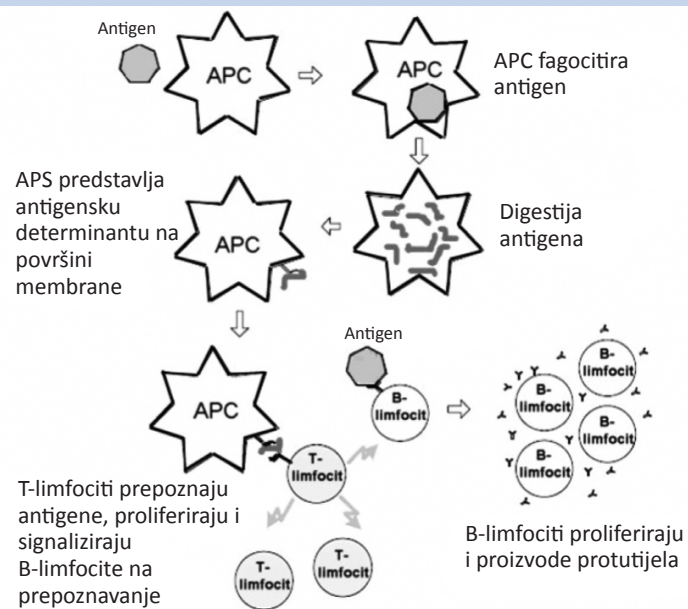 Antigen
APC
APC
APC fagocitira
antigen
APS predstavlja
antigensku
determinantu na
površini
membrane
APC
Digestija
antigena
Antigen
APC
B-
limfocit
T-
limfocit
B-
limfocit
B-
limfocit
B-
limfocit
B-
limfocit
T-limfociti prepoznaju
antigene, proliferiraju i
signaliziraju
B-limfocite na
prepoznavanje
T-
limfocit
T-
limfocit
B-limfociti proliferiraju
i proizvode protutijela